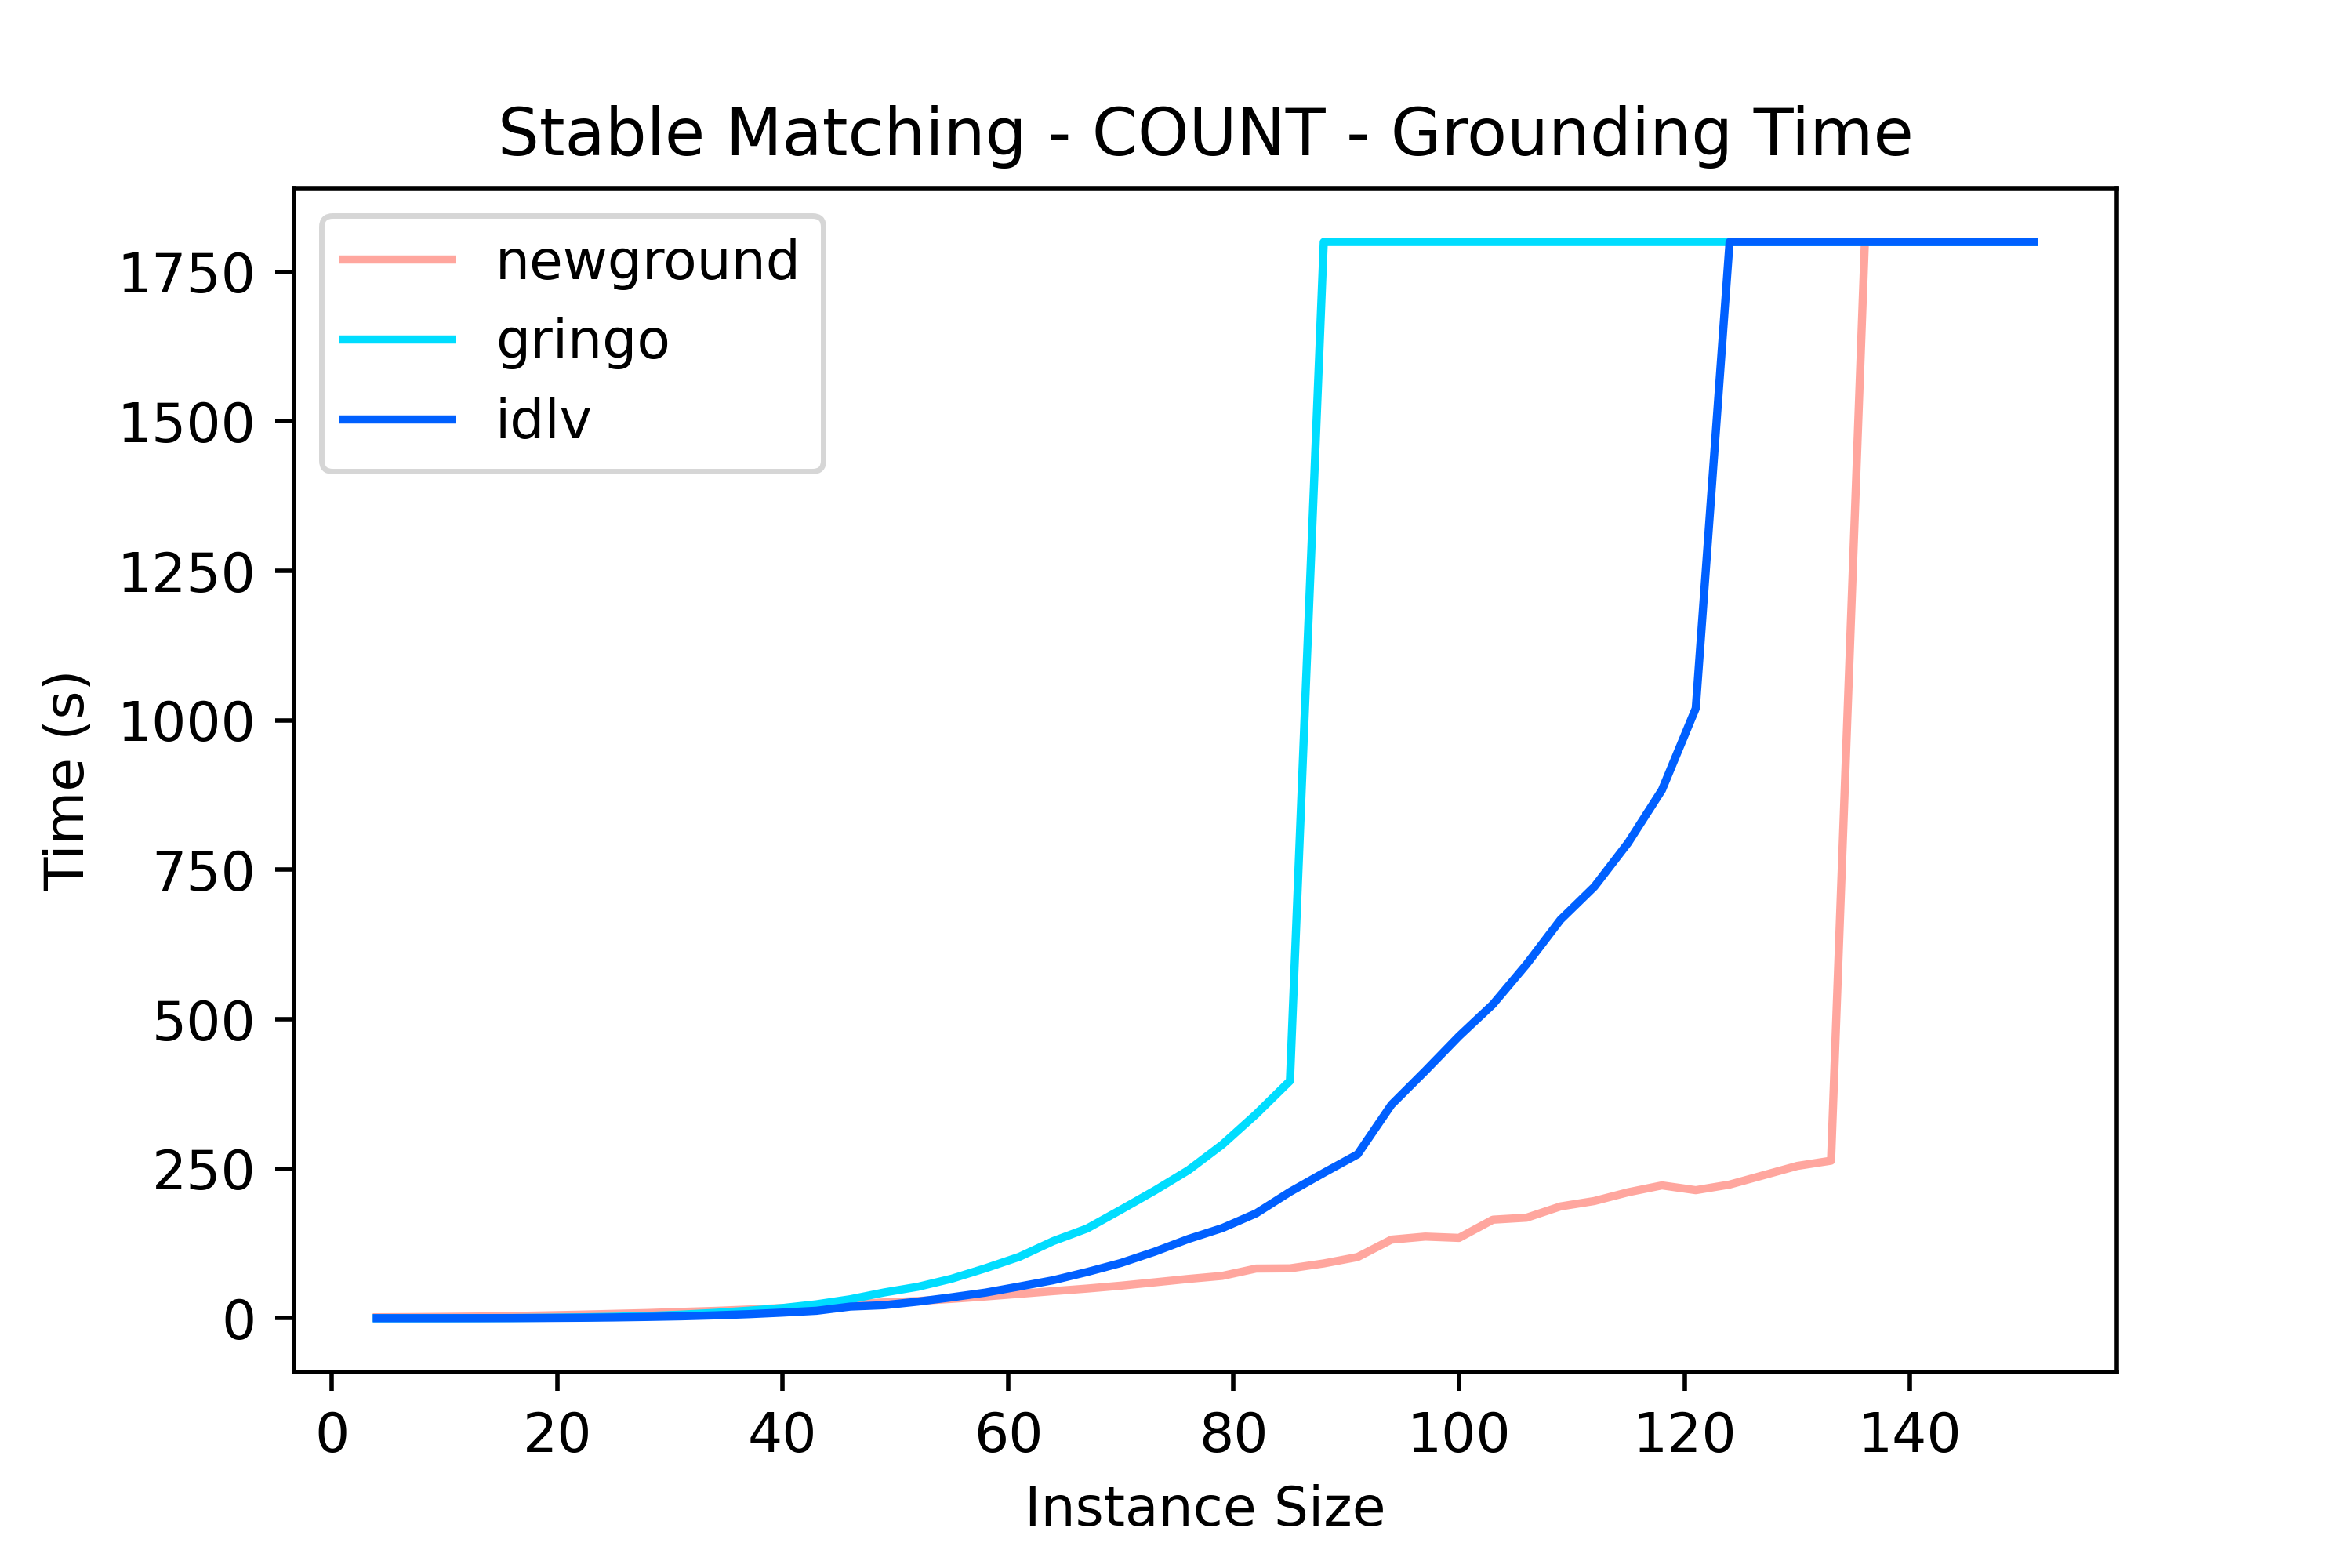 Stable Matching - COUNT - Grounding Time
newground
gringo
idlv
1750
1500
1250
1000
750
500
250
0
Time (s)
0 20 40 60 80 100 120 140
Instance Size